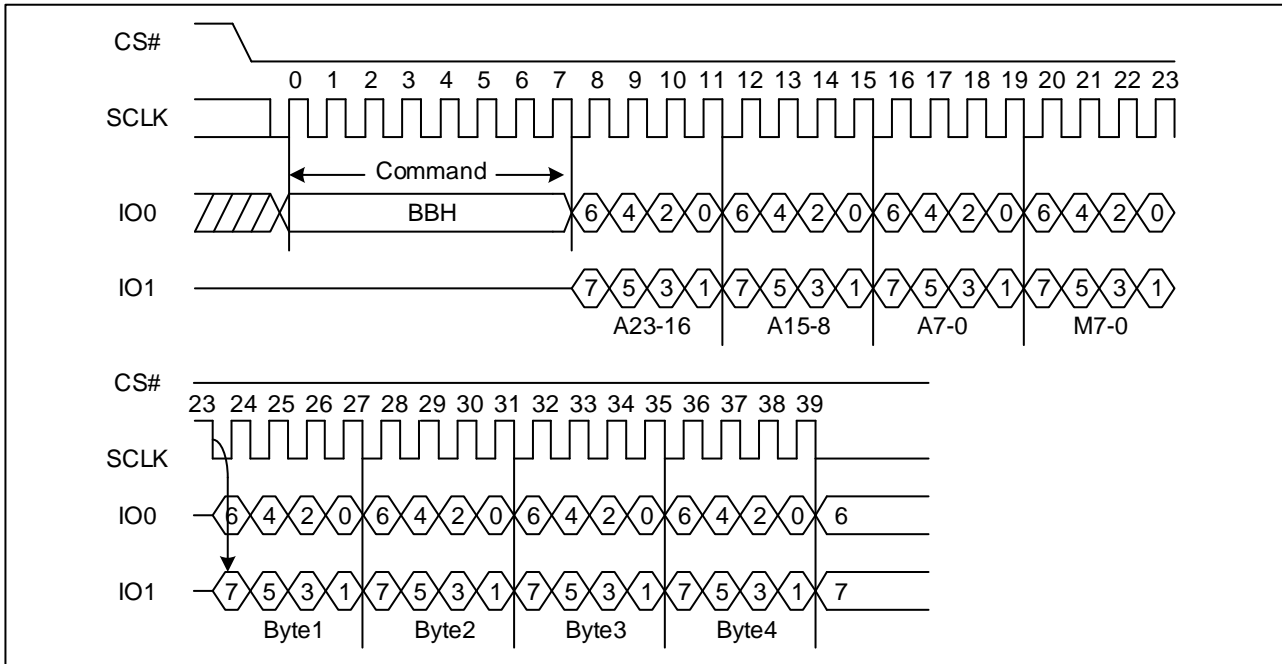 CS#
0 1 2 3 4 5 6 7 8 9 10 11 12 13 14 15 16 17 18 19 20 21 22 23
SCLK
Command
IO0 BBH 6 4 2 0 6 4 2 0 6 4 2 0 6 4 2 0
IO1 7 5 3 1 7 5 3 1 7 5 3 1 7 5 3 1
A23-16 A15-8 A7-0 M7-0
CS#
23 24 25 26 27 28 29 30 31 32 33 34 35 36 37 38 39
SCLK
IO0 6 4 2 0 6 4 2 0 6 4 2 0 6 4 2 0 6
IO1 7 5 3 1 7 5 3 1 7 5 3 1 7 5 3 1 7
Byte1 Byte2 Byte3 Byte4